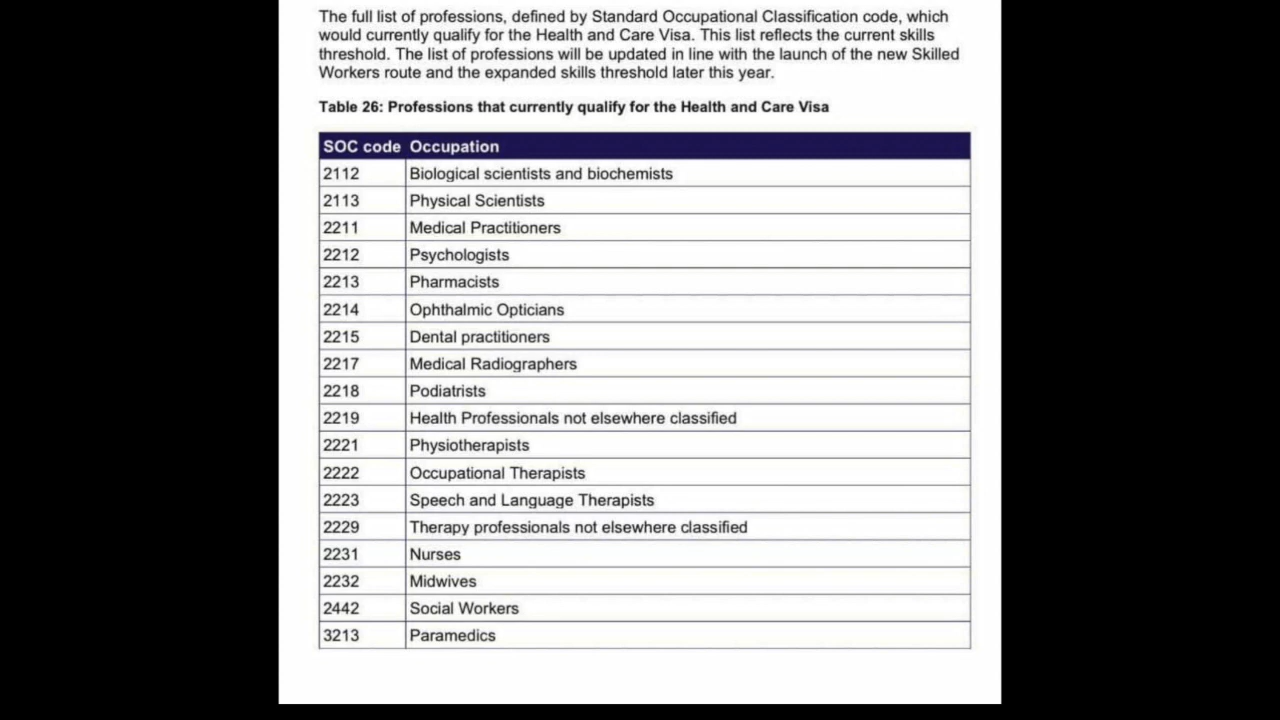 The full list of professions, defined by Standard Occupational Classification code, which
would currently qualify for the Health and Care Visa. This list reflects the current skills
threshold. The list of professions will be updated in line with the launch of the new Skilled
Workers route and the expanded skills threshold later this year.
Table 26: Professions that currently qualify for the Health and Care Visa
SOC code Occupation
2112 Biological scientists and biochemists
2113 Physical Scientists
2211 Medical Practitioners
2212 Psychologists
2213 Pharmacists
2214 Ophthalmic Opticians
2215 Dental practitioners
2217 Medical Radiographers
2218 Podiatrists
2219 Health Professionals not elsewhere classified
2221 Physiotherapists
2222 Occupational Therapists
2223 Speech and Language Therapists
2229 Therapy professionals not elsewhere classified
2231 Nurses
2232 Midwives
2442 Social Workers
3213 Paramedics